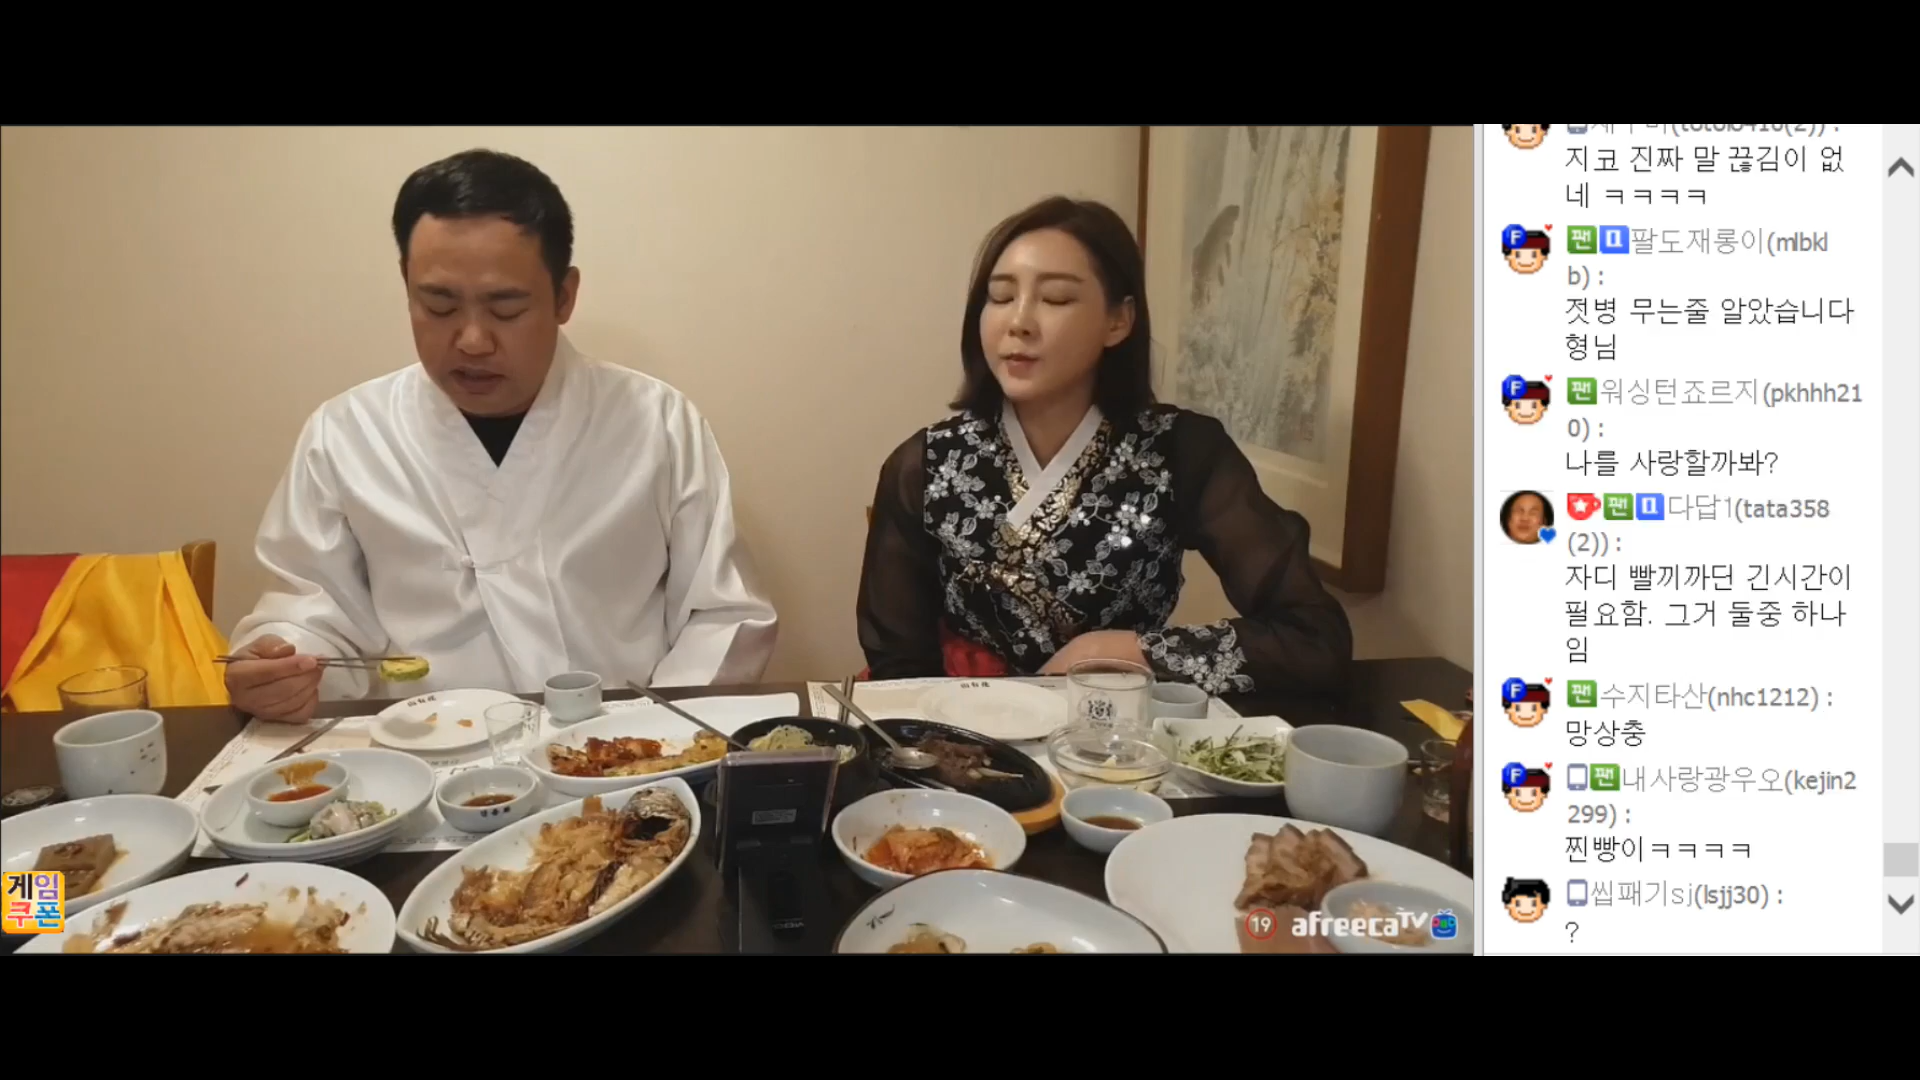 지코 진짜 말 끊김이 없
네 ㅋㅋㅋㅋ
팬 팔도재롱이(mlbkl
b) :
젓병 무는줄 알았습니다
형님
팬 워싱턴죠르지(pkhhh21
0) :
나를 사랑할까봐?
팬 다답1(tata358
(2)) :
자디 빨끼까딘 긴시간이
필요함. 그거 둘중 하나
임
팬 수지타산(nhc1212) :
망상충
팬 내사랑광우오(kejin2
299) :
찐빵이ㅋㅋㅋㅋ
씹패기sj(lsjj30) :
?
게임
쿠폰
19 afreecaTV